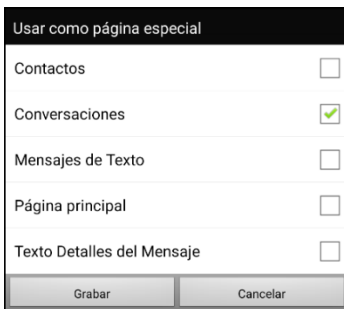 Usar como página especial
Contactos
Conversaciones
Mensajes de Texto
Página principal
Texto Detalles del Mensaje
Grabar Cancelar